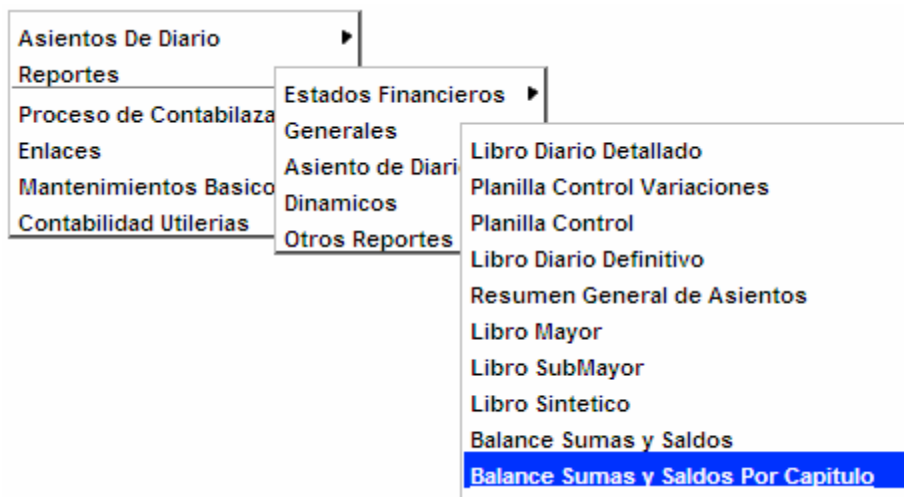 Asientos De Diario
Reportes
Proceso de Contabilaza
Enlaces
Mantenimientos Basico
Contabilidad Utilerias
Estados Financieros
Generales
Asiento de Diari
Dinamicos
Otros Reportes
Libro Diario Detallado
Planilla Control Variaciones
Planilla Control
Libro Diario Definitivo
Resumen General de Asientos
Libro Mayor
Libro SubMayor
Libro Sintetico
Balance Sumas y Saldos
Balance Sumas y Saldos Por Capitulo